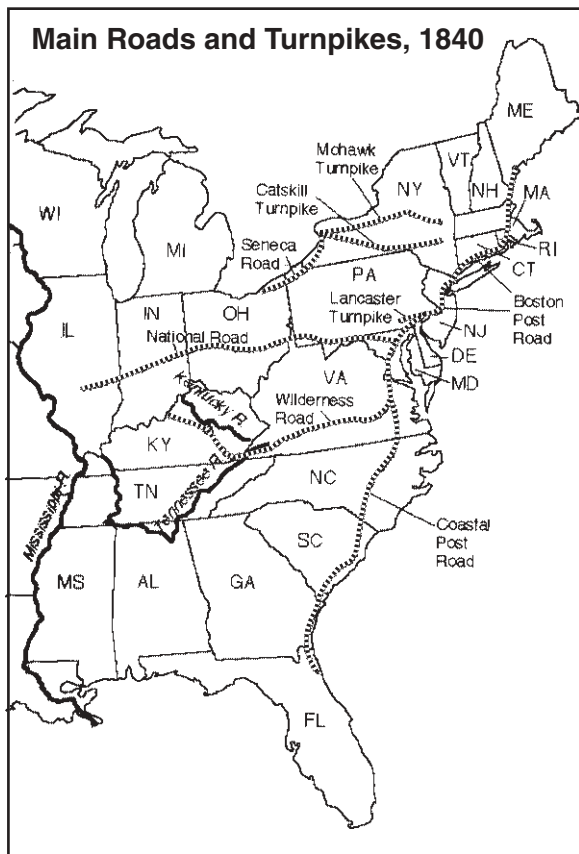 Main Roads and Turnpikes, 1840
ME
Mohawk
Turnpike
VT
NH
MA
Catskill
Turnpike
NY
WI
MI
Seneca
Road
RI
CT
PA
Lancaster
Turnpike
Boston
Post
Road
IL
IN
OH
National Road
NJ
DE
MD
VA
Kentucky R.
Wilderness
Road
KY
TN
Tennessee R.
NC
Mississippi R.
Coastal
Post
Road
SC
MS
AL
GA
FL